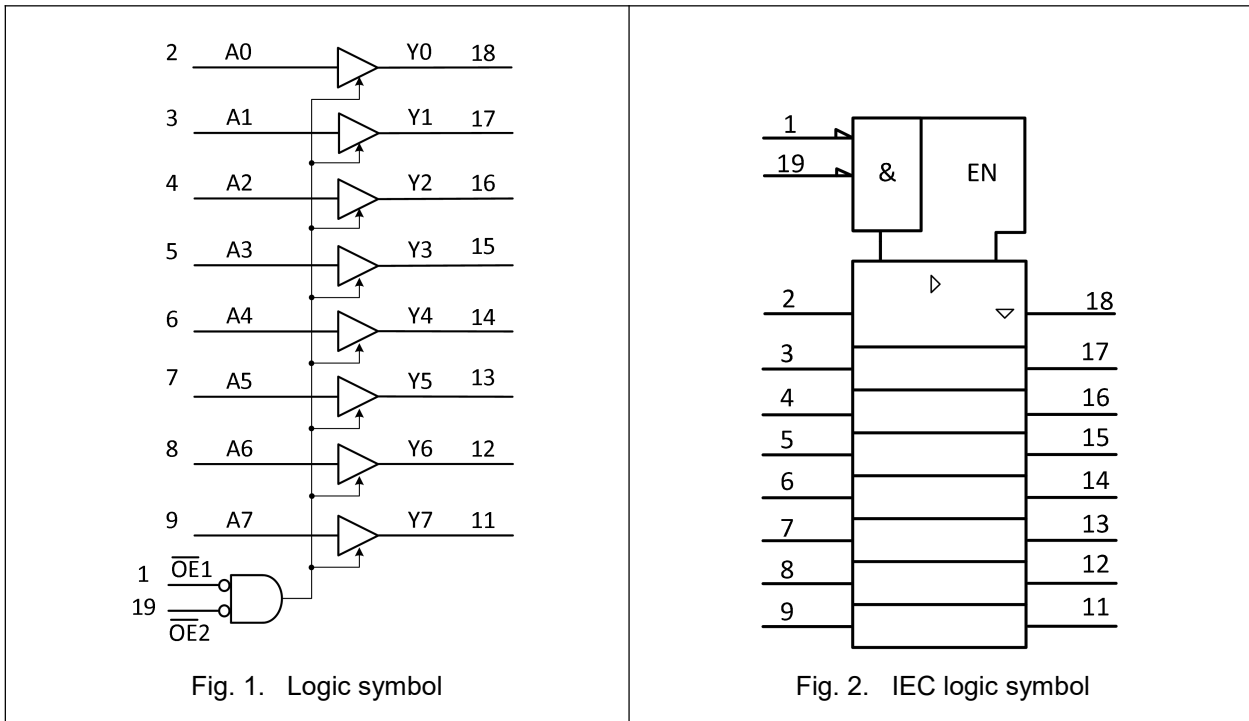 2 A0 Y0 18
3 A1 Y1 17
4 A2 Y2 16
5 A3 Y3 15
6 A4 Y4 14
7 A5 Y5 13
8 A6 Y6 12
9 A7 Y7 11
1 O̅E̅1
19
O̅E̅2
Fig. 1. Logic symbol
1
19
& EN
2 18
3 17
4 16
5 15
6 14
7 13
8 12
9 11
Fig. 2. IEC logic symbol